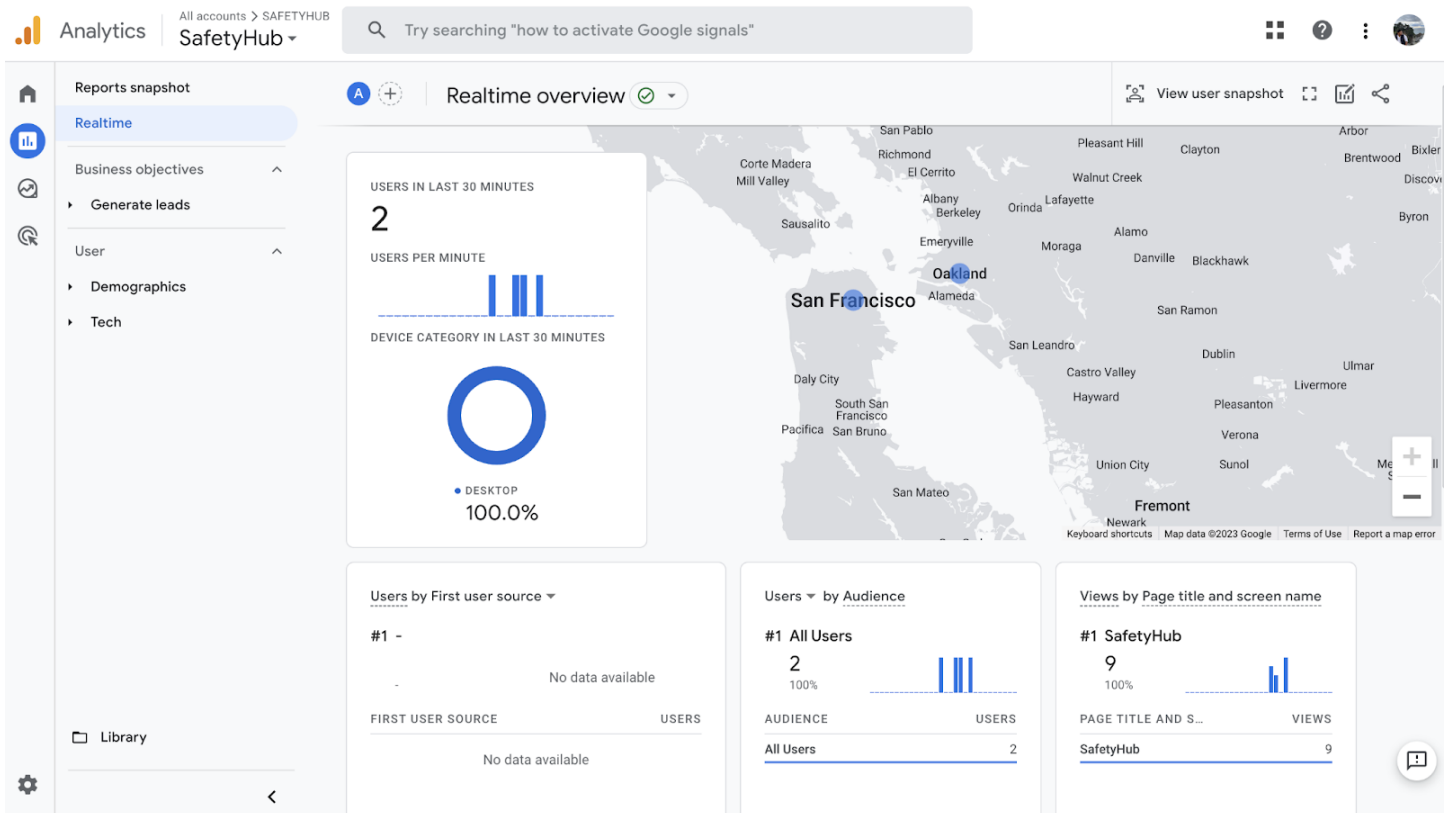 Analytics
All accounts > SAFETYHUB
SafetyHub
Try searching "how to activate Google signals"
Reports snapshot
Realtime
Business objectives
Generate leads
User
Demographics
Tech
Library
A
Realtime overview
View user snapshot
USERS IN LAST 30 MINUTES
2
USERS PER MINUTE
DEVICE CATEGORY IN LAST 30 MINUTES
DESKTOP
100.0%
San Pablo
Richmond
El Cerrito
Corte Madera
Mill Valley
Albany
Berkeley
Sausalito
Emeryville
Oakland
San Francisco
Alameda
Pleasant Hill
Clayton
Arbor
Brentwood
Bixler
Walnut Creek
Orinda
Lafayette
Byron
Alamo
Moraga
Danville
Blackhawk
San Ramon
San Leandro
Dublin
Castro Valley
Ulmar
Livermore
Hayward
Pleasanton
Daly City
South San
Francisco
Pacifica
San Bruno
Verona
Union City
Sunol
San Mateo
Fremont
Newark
Keyboard shortcuts
Map data ©2023 Google
Terms of Use
Report a map error
Users by First user source
#1 -
-
No data available
FIRST USER SOURCE USERS
No data available
Users by Audience
#1 All Users
2
100%
AUDIENCE USERS
All Users 2
Views by Page title and screen name
#1 SafetyHub
9
100%
PAGE TITLE AND S... VIEWS
SafetyHub 9